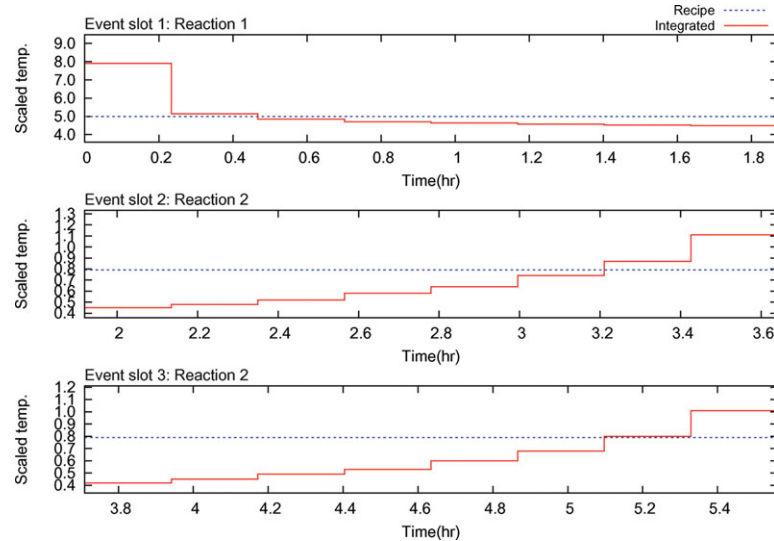 Recipe
Integrated
Event slot 1: Reaction 1
Scaled temp.
9.0
8.0
7.0
6.0
5.0
4.0
0 0.2 0.4 0.6 0.8 1 1.2 1.4 1.6 1.8
Time(hr)
Event slot 2: Reaction 2
Scaled temp.
1.3
1.2
1.1
1.0
0.9
0.8
0.7
0.6
0.5
0.4
2 2.2 2.4 2.6 2.8 3 3.2 3.4 3.6
Time(hr)
Event slot 3: Reaction 2
Scaled temp.
1.2
1.1
1.0
0.9
0.8
0.7
0.6
0.5
0.4
3.8 4 4.2 4.4 4.6 4.8 5 5.2 5.4
Time(hr)